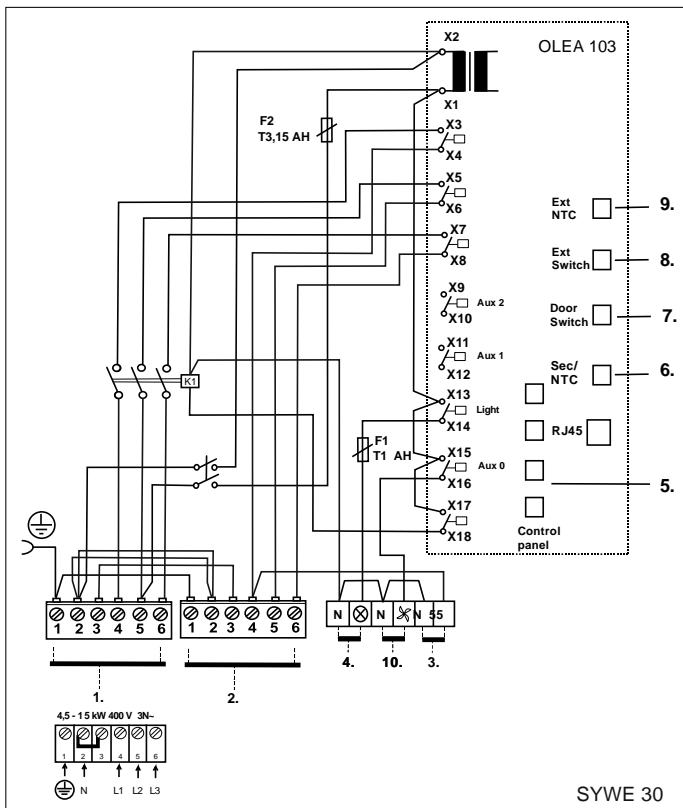 X2
OLEA 103
X1
F2
T3,15 AH
X3
X4
X5
X6
X7
X8
X9
Aux 2
X10
X11
Aux 1
X12
X13
Light
X14
X15
Aux 0
X16
X17
X18
Ext
NTC
9.
Ext
Switch
8.
Door
Switch
7.
Sec/
NTC
6.
RJ45
5.
Control
panel
K1
F1
T1 AH
1 2 3 4 5 6
1 2 3 4 5 6
N N N 55
1.
2.
4.
10.
3.
4,5 - 15 kW 400 V 3N~
1 2 3 4 5 6
N L1 L2 L3
SYWE 30